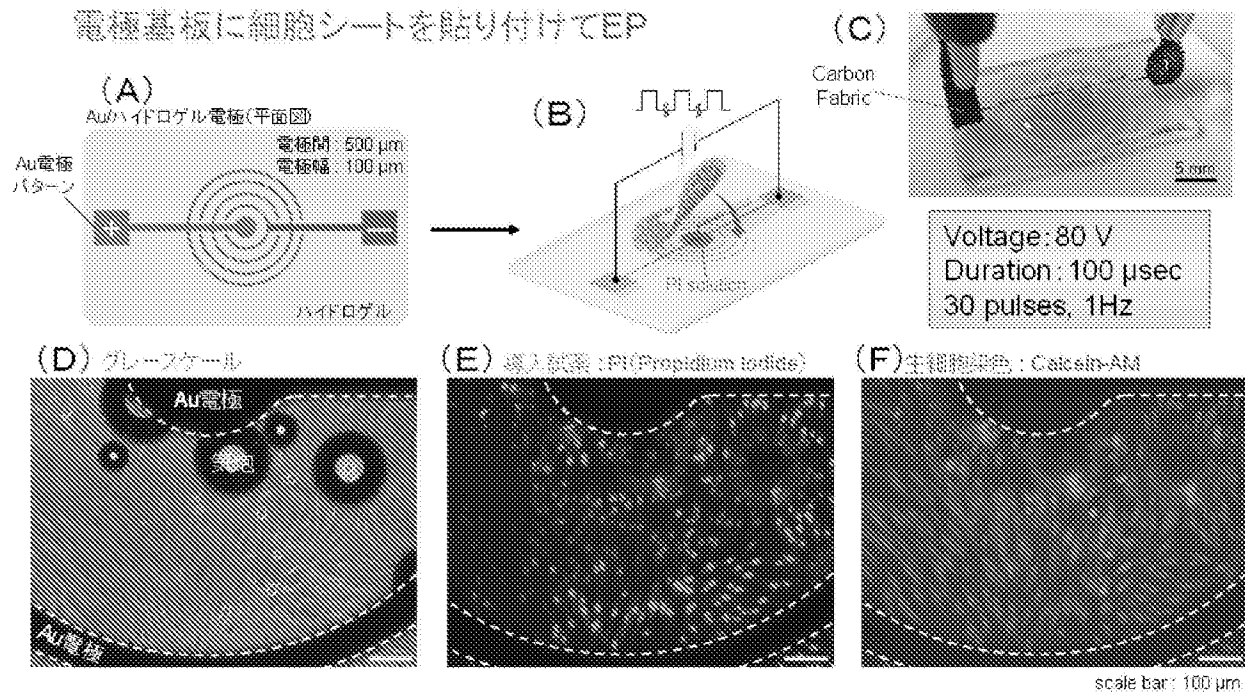 電極基板に細胞シートを貼り付けてEP
(A)
Au/ハイドロゲル電極(平面図)
電極間 : 500 μm
電極幅 : 100 μm
Au電極
パターン
ハイドロゲル
(B)
PI solution
(C)
Carbon
Fabric
5 mm
Voltage: 80 V
Duration : 100 μsec
30 pulses, 1Hz
(D) グレースケール
Au電極
気泡
Au電極
(E) 導入試薬 : PI(Propidium iodide)
(F) 生細胞染色 : Calcein-AM
scale bar : 100 μm